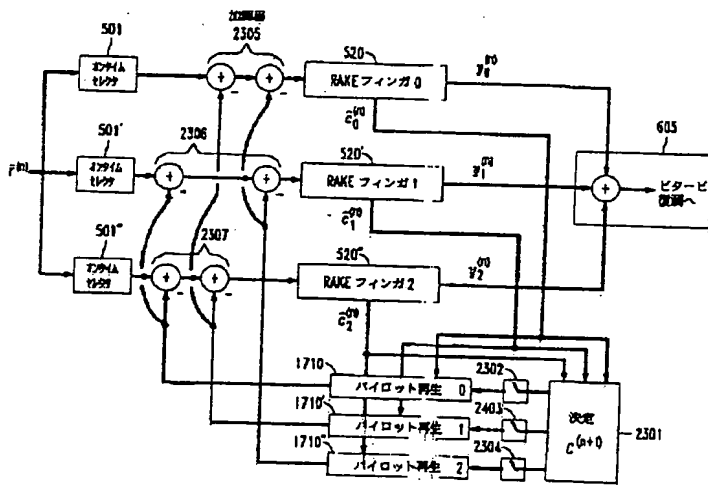 加算器
501
2305
520
オンタイム
セレクタ
RAKE フィンガ 0
501'
2306
520'
605
オンタイム
セレクタ
RAKE フィンガ 1
ビタービ
復調へ
501"
2307
520"
オンタイム
セレクタ
RAKE フィンガ 2
1710
パイロット再生 0
2302
1710'
パイロット再生 1
2403
決定
C^(n+1)
2301
1710"
パイロット再生 2
2304